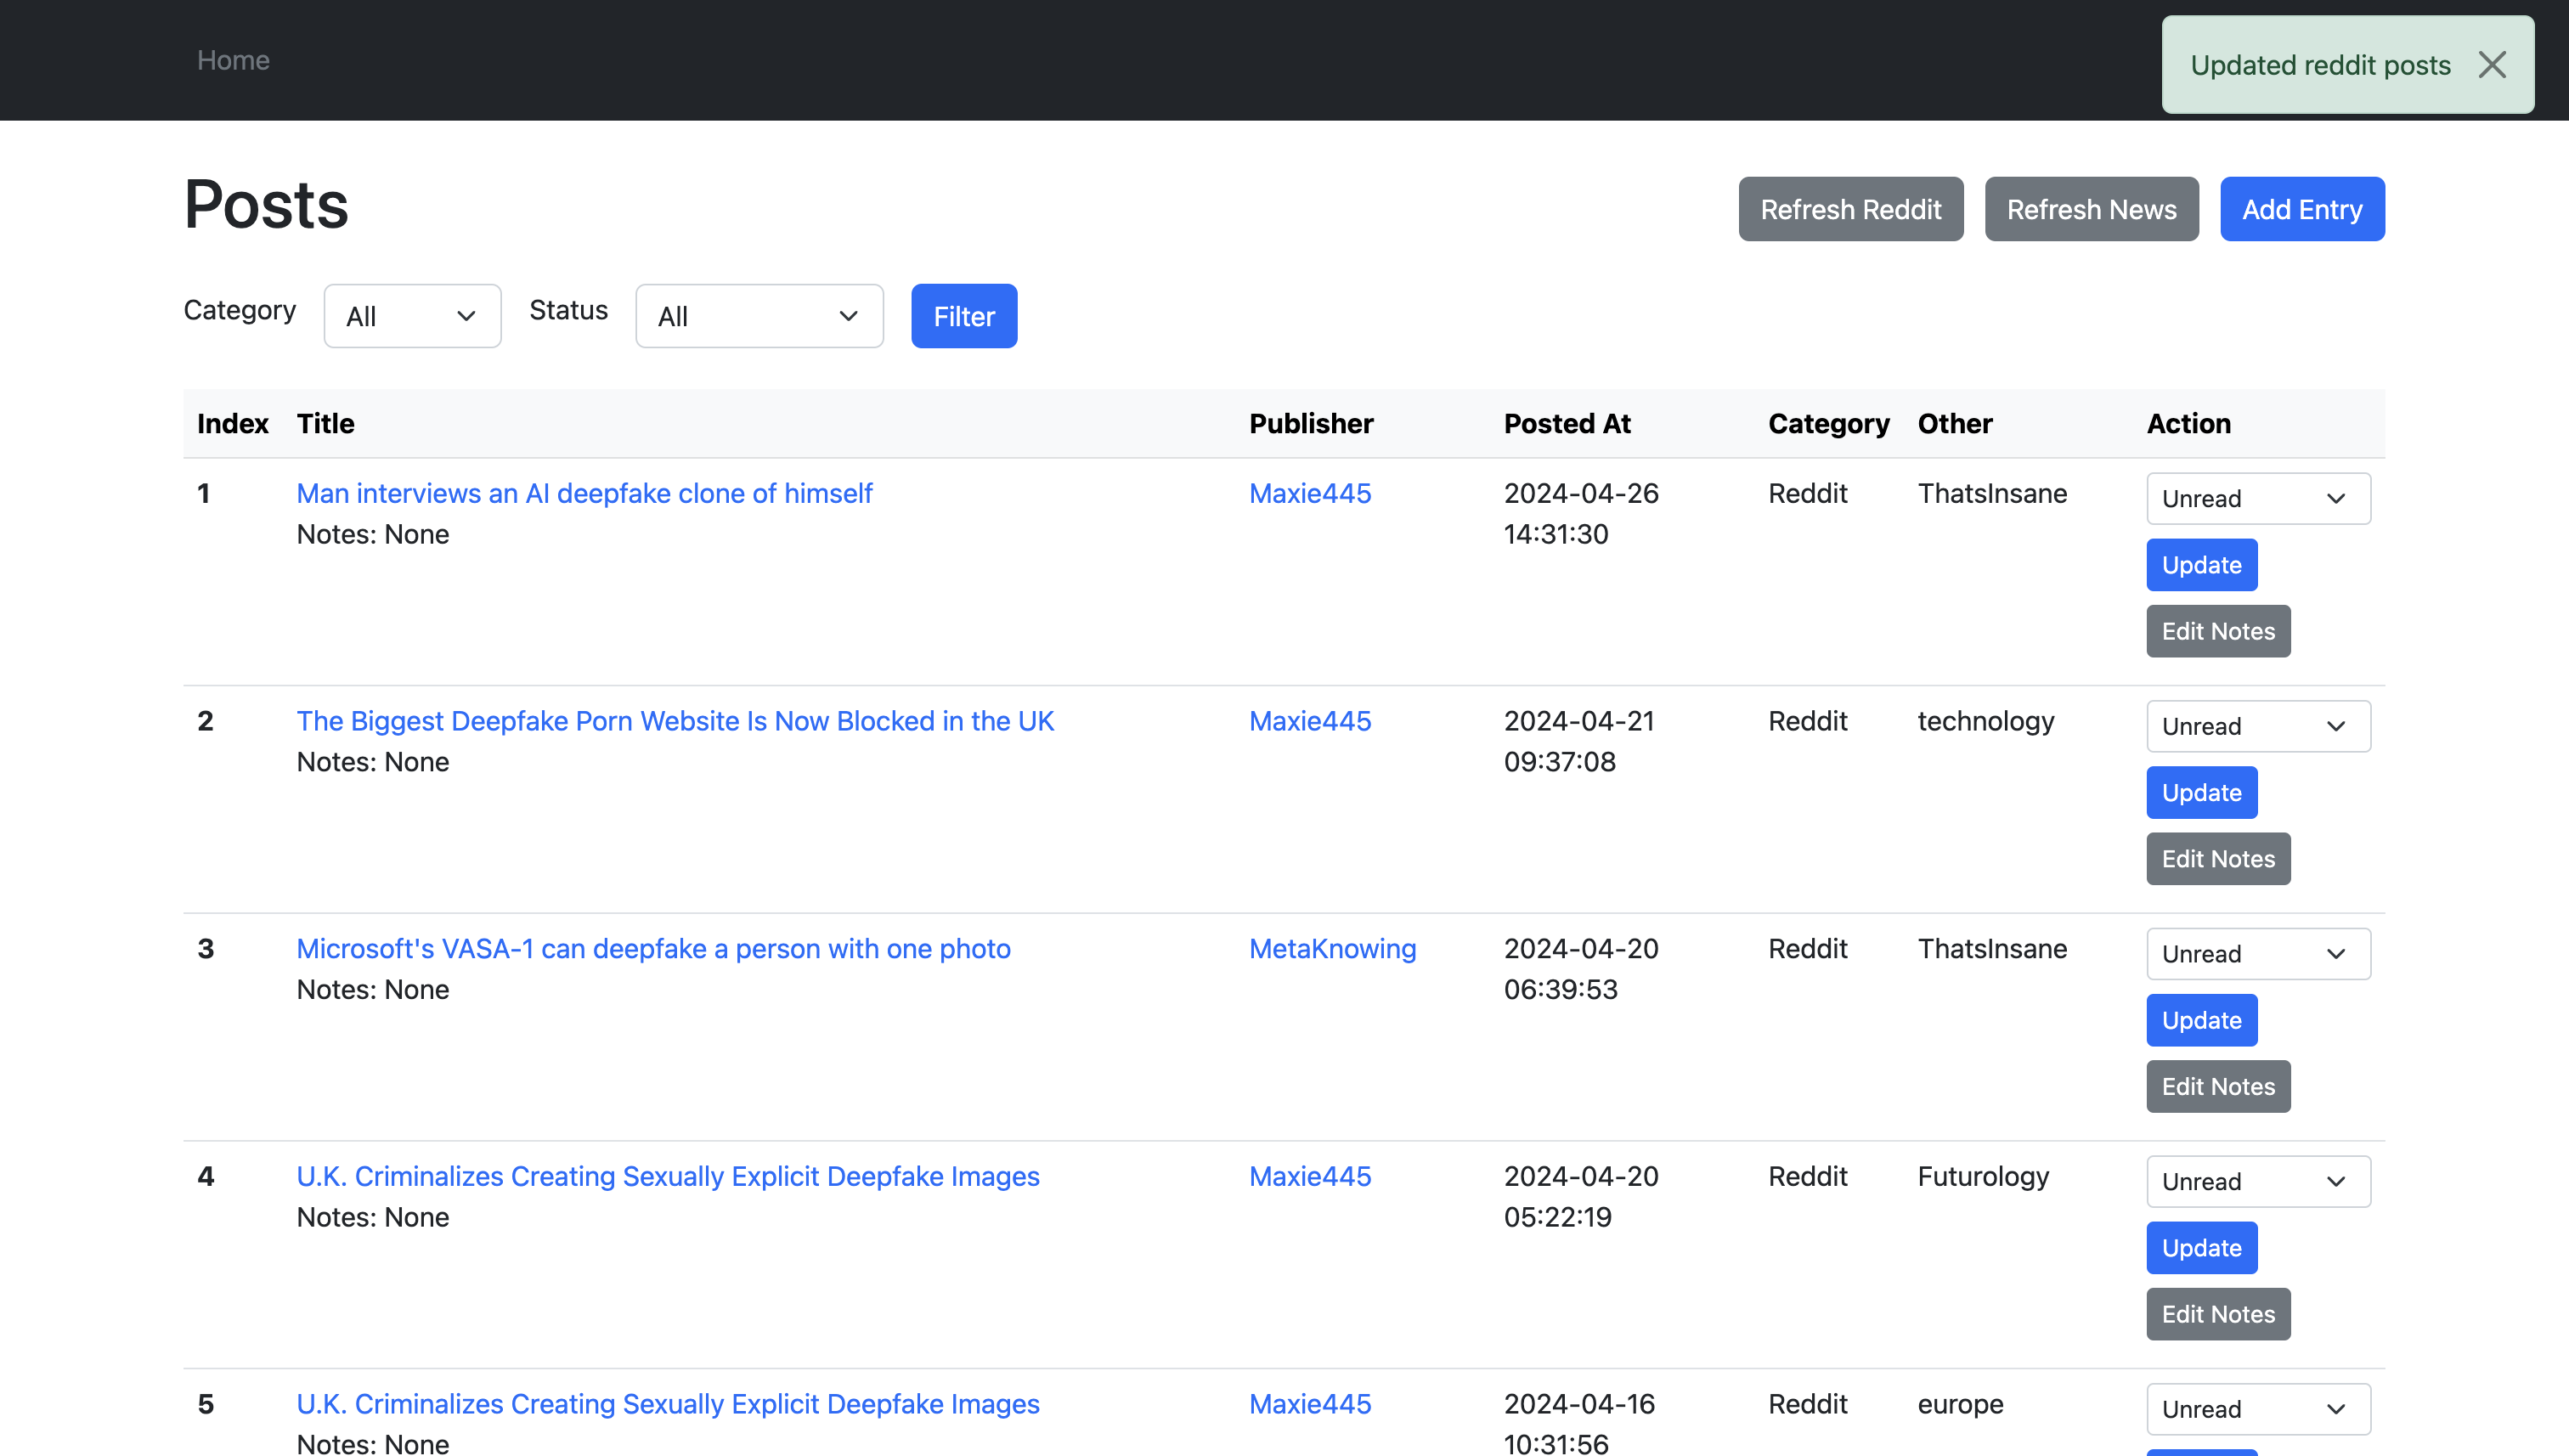 Home
Updated reddit posts
Posts
Refresh Reddit
Refresh News
Add Entry
Category
All
Status
All
Filter
Index Title Publisher Posted At Category Other Action
1 Man interviews an AI deepfake clone of himself Maxie445 2024-04-26 Reddit ThatsInsane Unread
Notes: None 14:31:30
Update
Edit Notes
2 The Biggest Deepfake Porn Website Is Now Blocked in the UK Maxie445 2024-04-21 Reddit technology Unread
Notes: None 09:37:08
Update
Edit Notes
3 Microsoft's VASA-1 can deepfake a person with one photo MetaKnowing 2024-04-20 Reddit ThatsInsane Unread
Notes: None 06:39:53
Update
Edit Notes
4 U.K. Criminalizes Creating Sexually Explicit Deepfake Images Maxie445 2024-04-20 Reddit Futurology Unread
Notes: None 05:22:19
Update
Edit Notes
5 U.K. Criminalizes Creating Sexually Explicit Deepfake Images Maxie445 2024-04-16 Reddit europe Unread
Notes: None 10:31:56